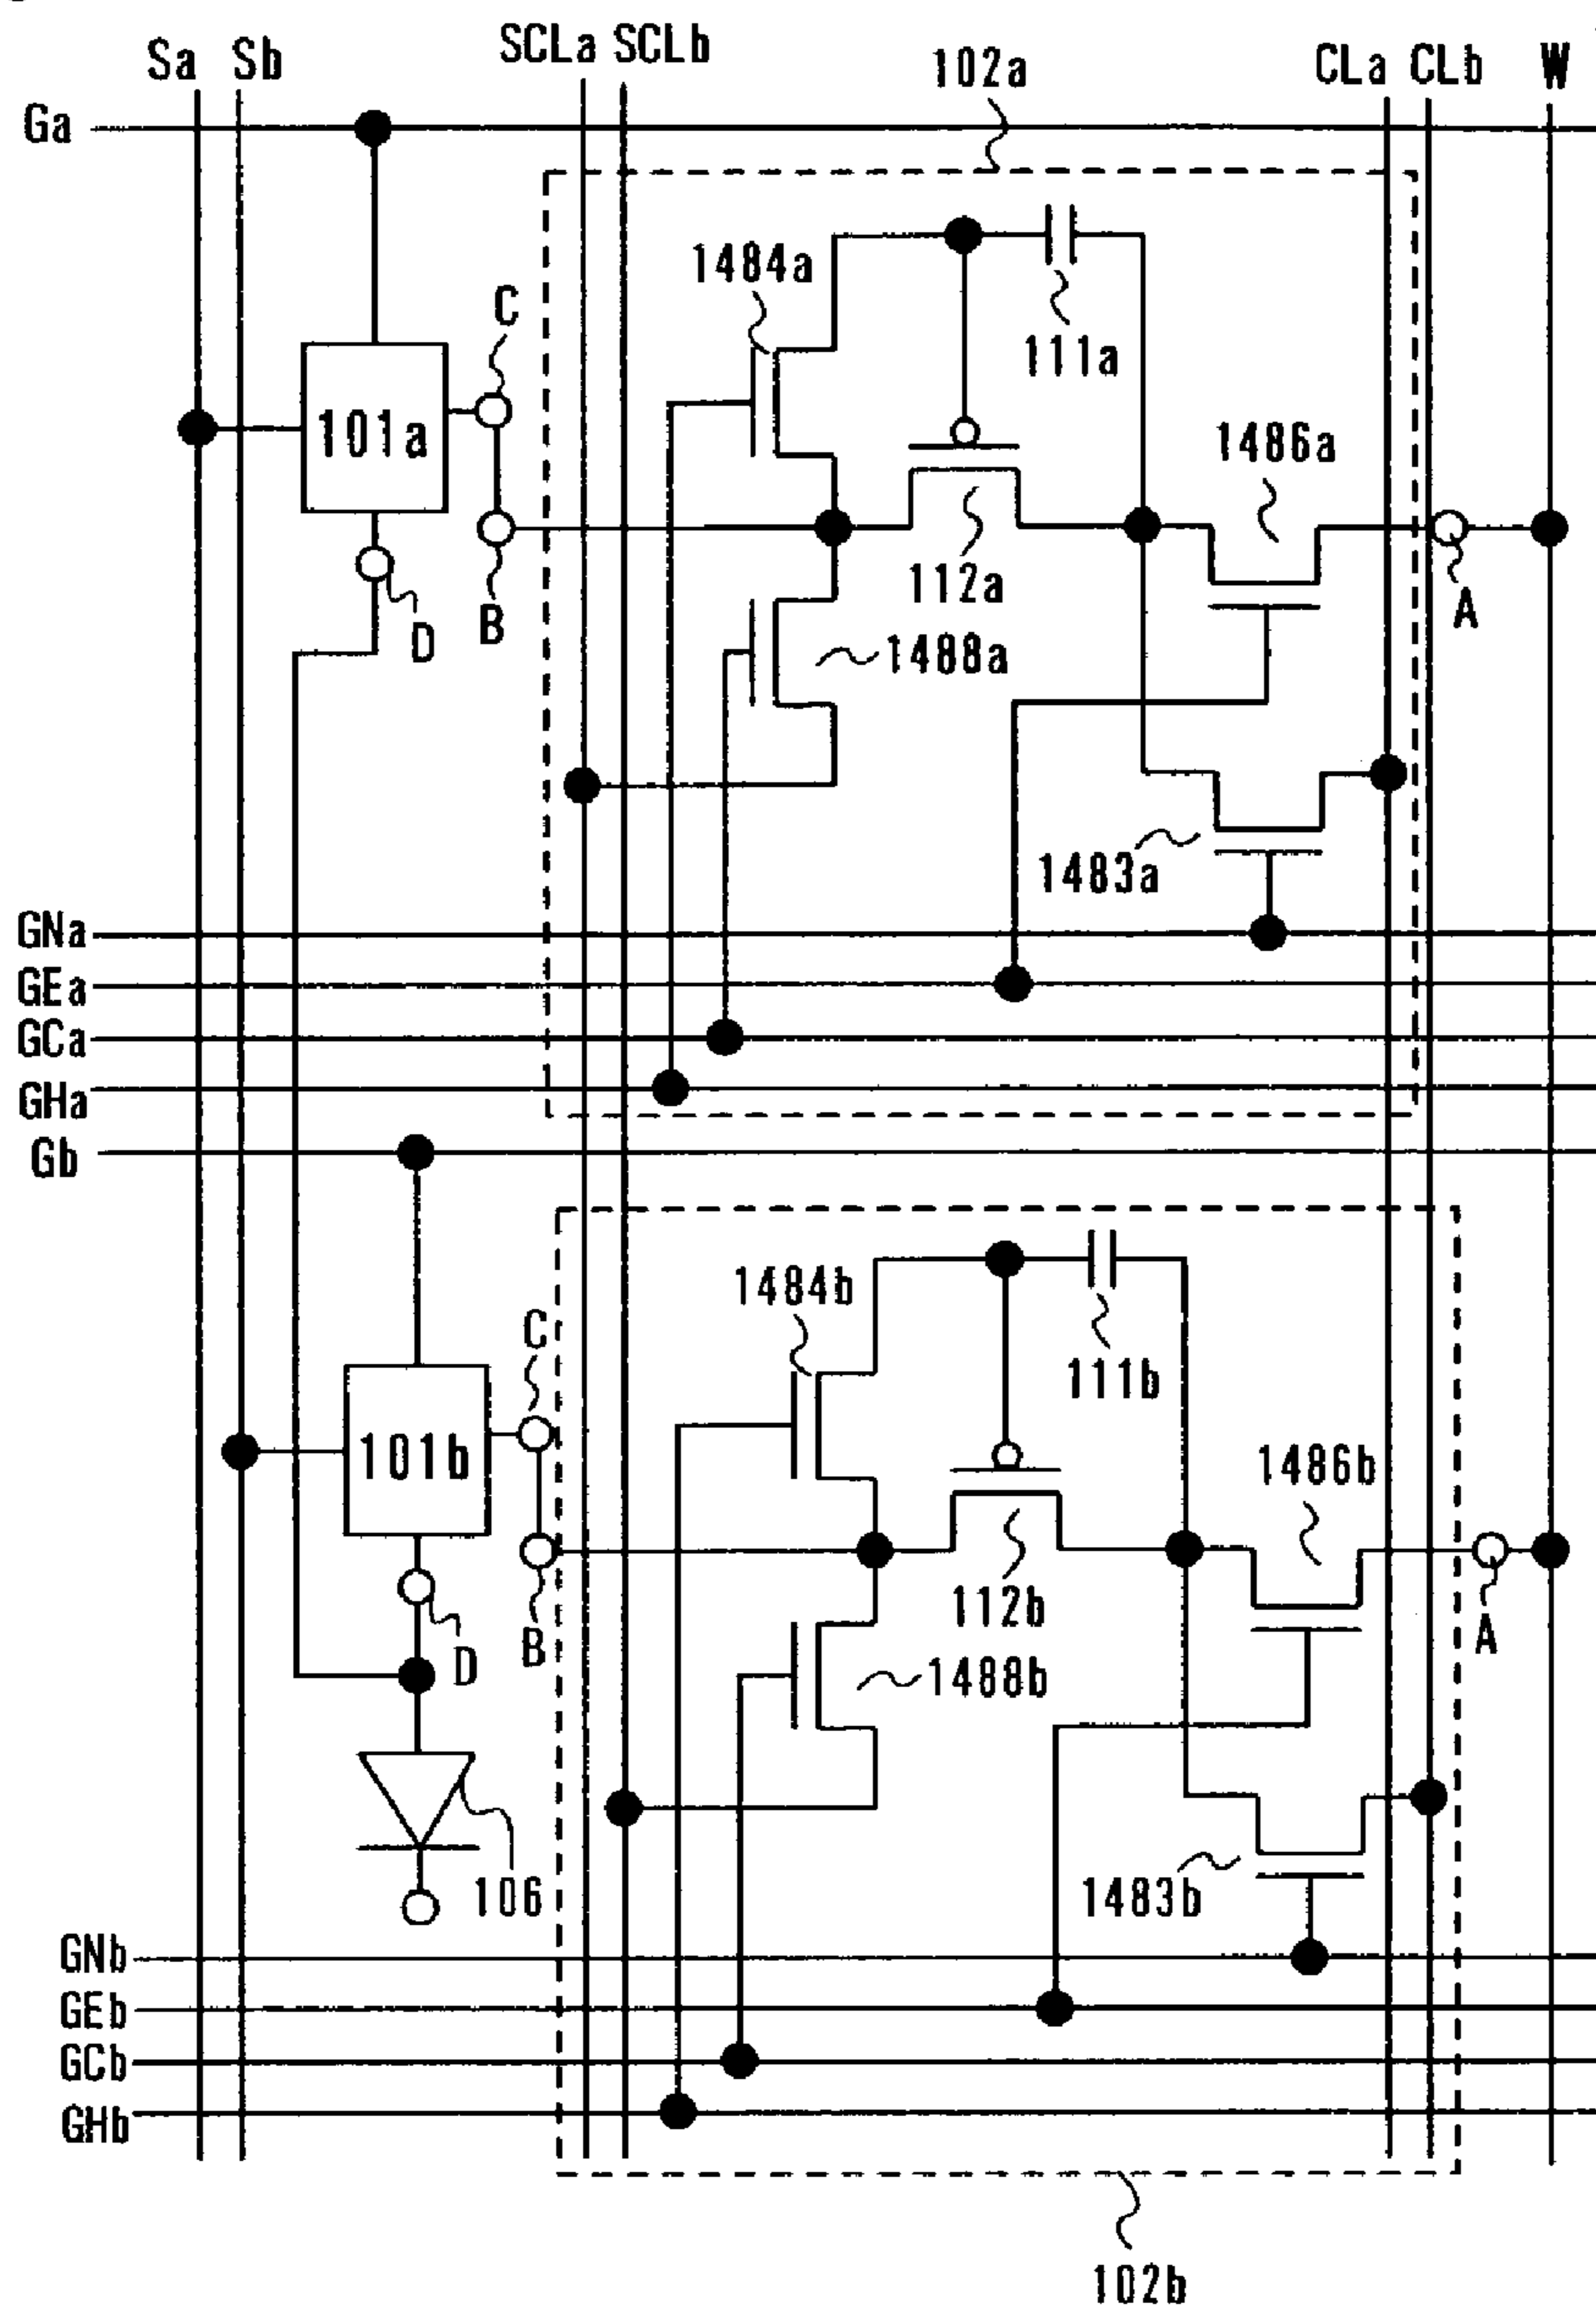 Sa Sb SCLa SCLb 102a CLa CLb W
Ga
1484a
C
111a
101a
1486a
112a
B
A
D
1488a
1483a
GNa
GEa
GCa
GHa
Gb
1484b
C
111b
101b
1486b
112b
A
B
D
1488b
106
1483b
GNb
GEb
GCb
GHb
102b